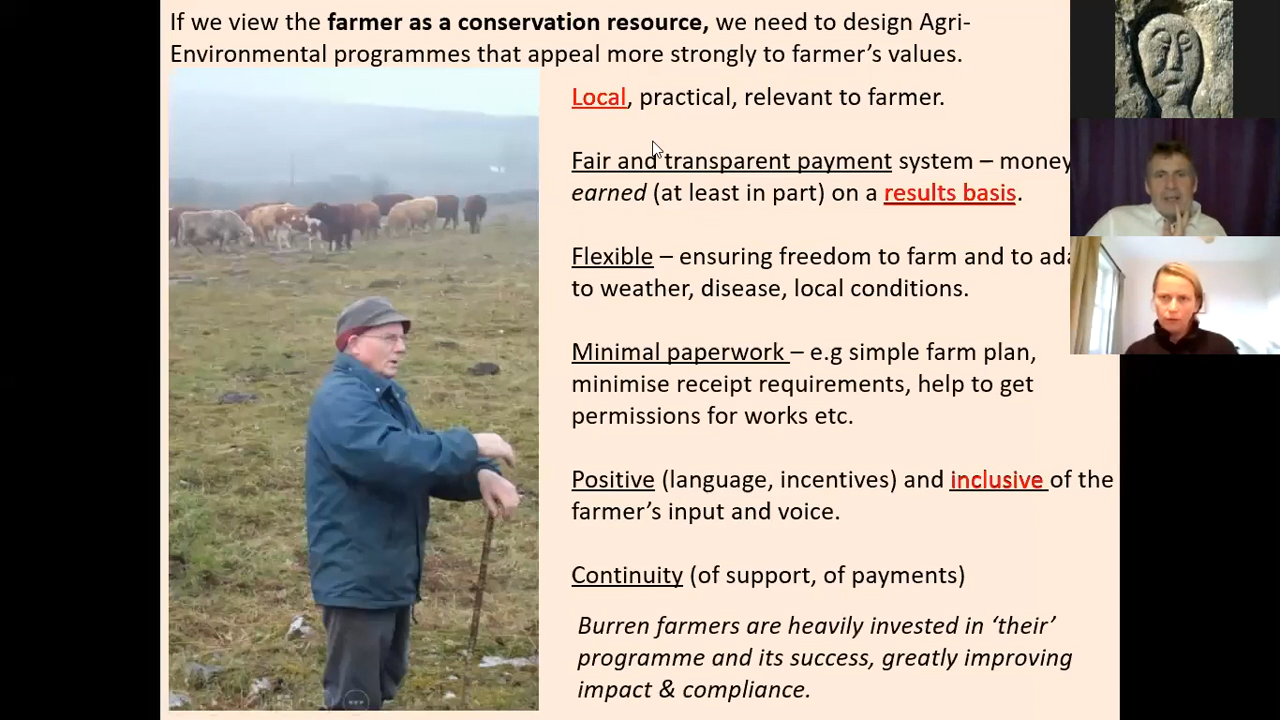 If we view the farmer as a conservation resource, we need to design Agri-
Environmental programmes that appeal more strongly to farmer's values.
Local, practical, relevant to farmer.
Fair and transparent payment system – money
earned (at least in part) on a results basis.
Flexible – ensuring freedom to farm and to ada
to weather, disease, local conditions.
Minimal paperwork – e.g simple farm plan,
minimise receipt requirements, help to get
permissions for works etc.
Positive (language, incentives) and inclusive of the
farmer's input and voice.
Continuity (of support, of payments)
Burren farmers are heavily invested in ‘their’
programme and its success, greatly improving
impact & compliance.